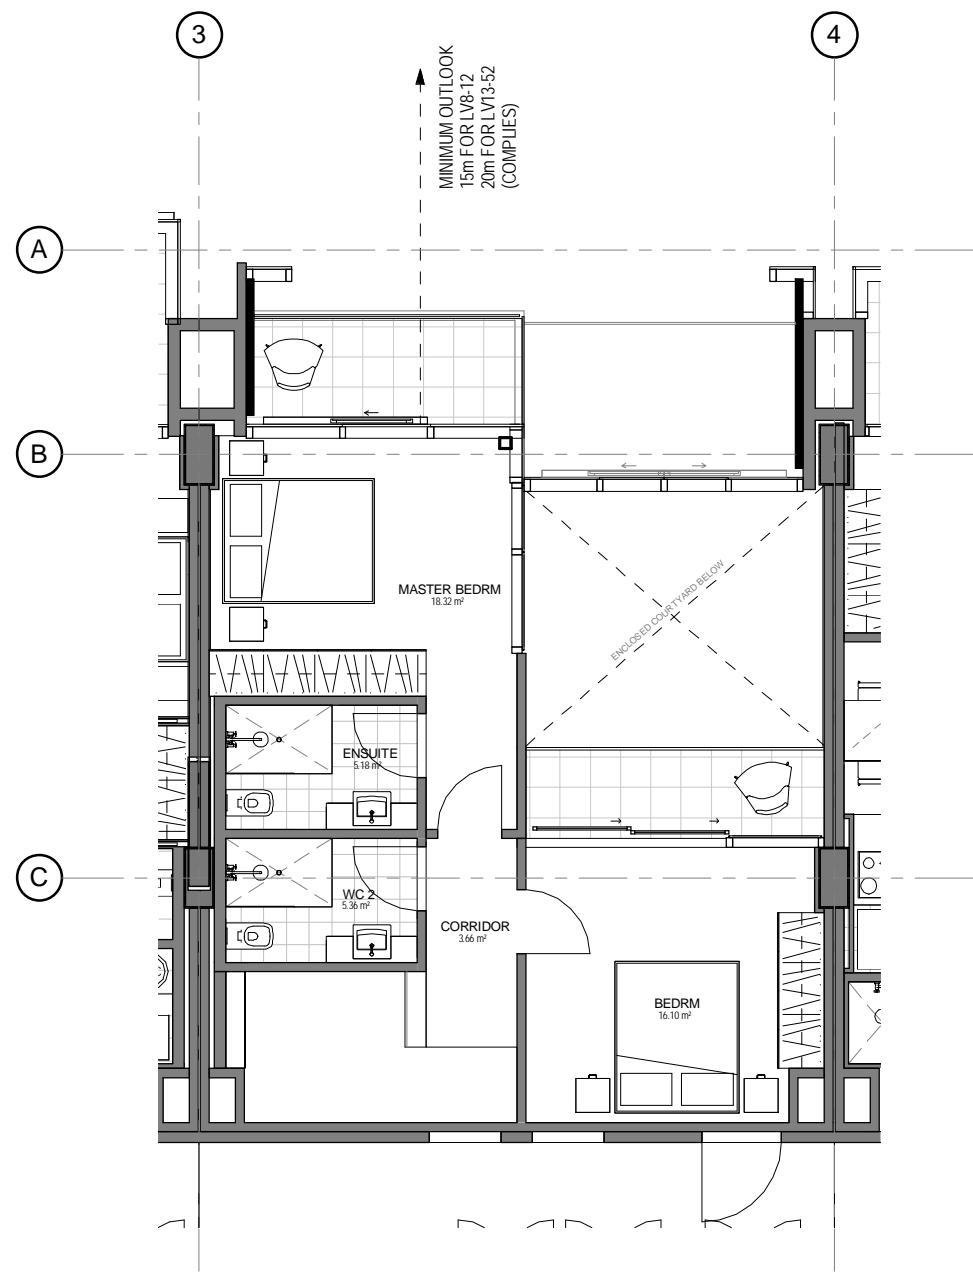 3
4
MINIMUM OUTLOOK
15m FOR LV8-12
20m FOR LV13-52
(COMPLIES)
A
B
MASTER BEDRM
18.32 m²
ENCLOSED COURTYARD BELOW
ENSUITE
5.18 m²
C
WC 2
5.36 m²
CORRIDOR
3.66 m²
BEDRM
16.10 m²